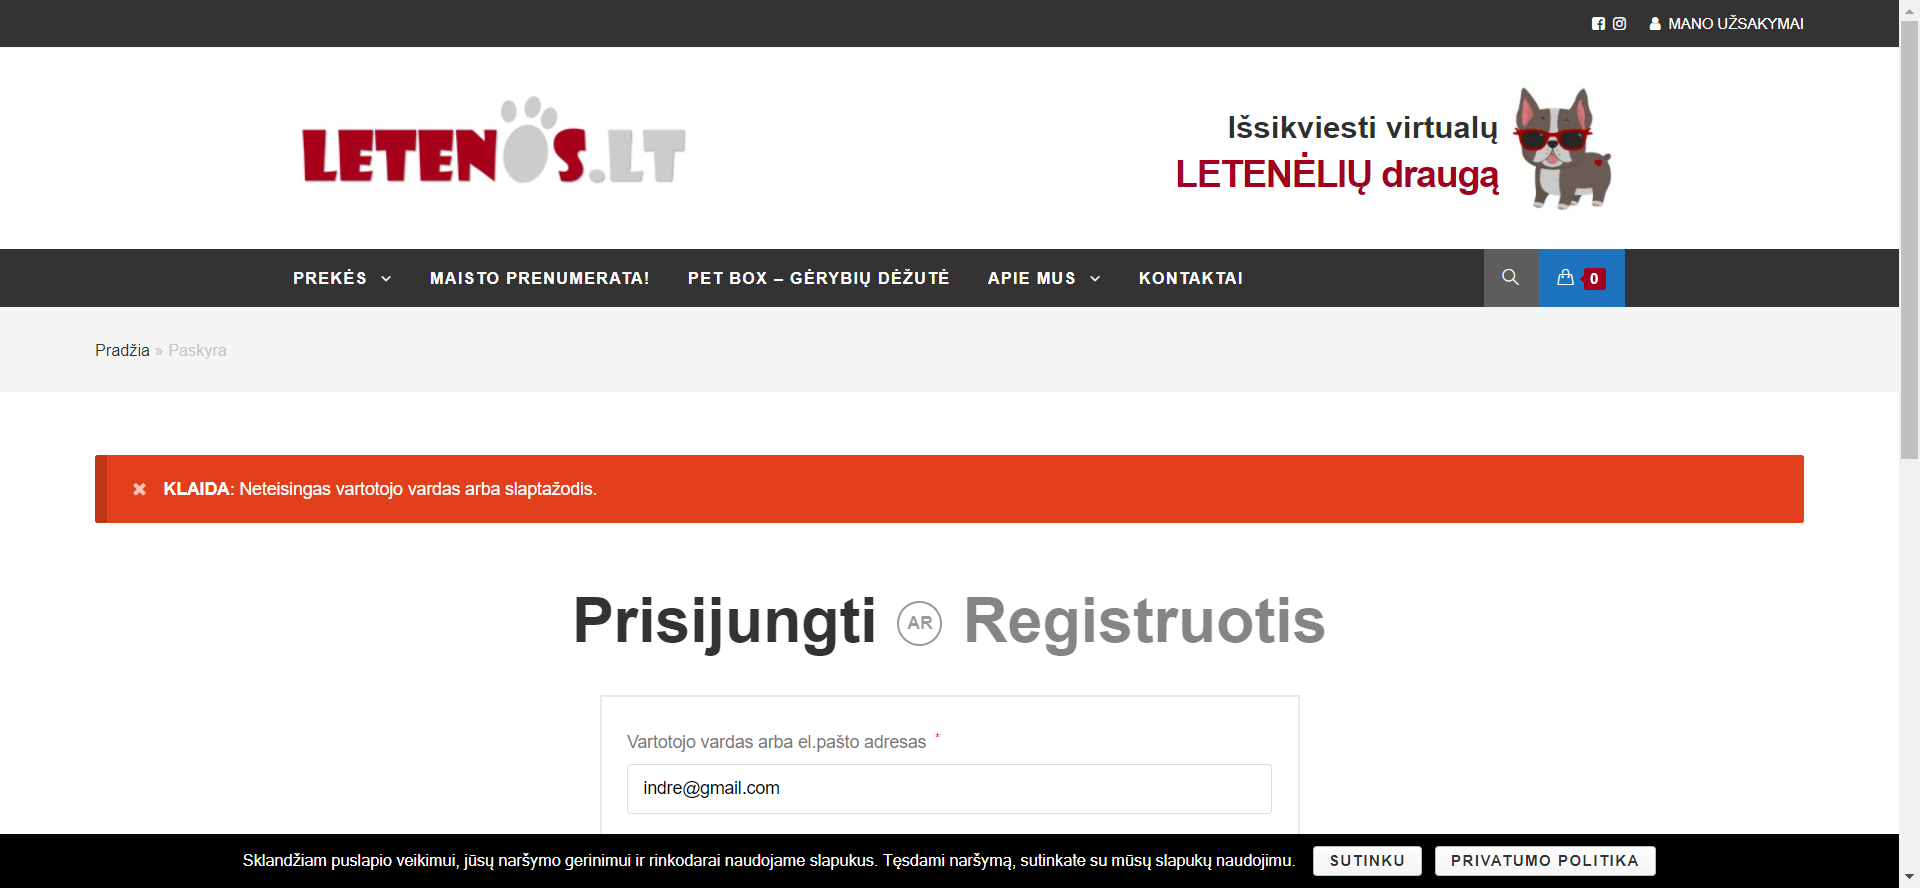 MANO UŽSAKYMAI
LETENOS.LT
Išsikviesti virtualų
LETENĖLIŲ draugą
PREKĖS
MAISTO PRENUMERATA!
PET BOX – GĖRYBIŲ DĖŽUTĖ
APIE MUS
KONTAKTAI
0
Pradžia » Paskyra
KLAIDA: Neteisingas vartotojo vardas arba slaptažodis.
Prisijungti AR Registruotis
Vartotojo vardas arba el.pašto adresas *
indre@gmail.com
Sklandžiam puslapio veikimui, jūsų naršymo gerinimui ir rinkodarai naudojame slapukus. Tęsdami naršymą, sutinkate su mūsų slapukų naudojimu.
SUTINKU
PRIVATUMO POLITIKA